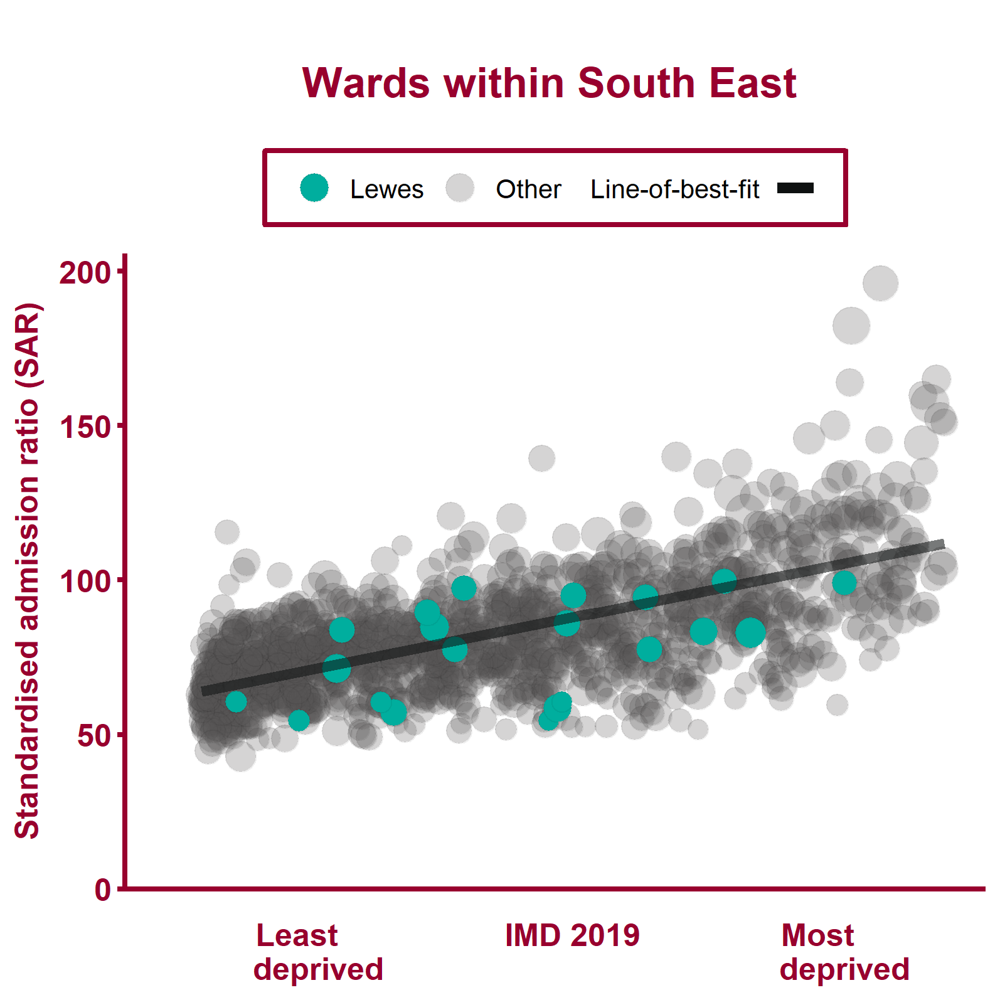 Wards within South East
Lewes Other Line-of-best-fit
Standardised admission ratio (SAR)
200
150
100
50
0
Least deprived
IMD 2019
Most deprived